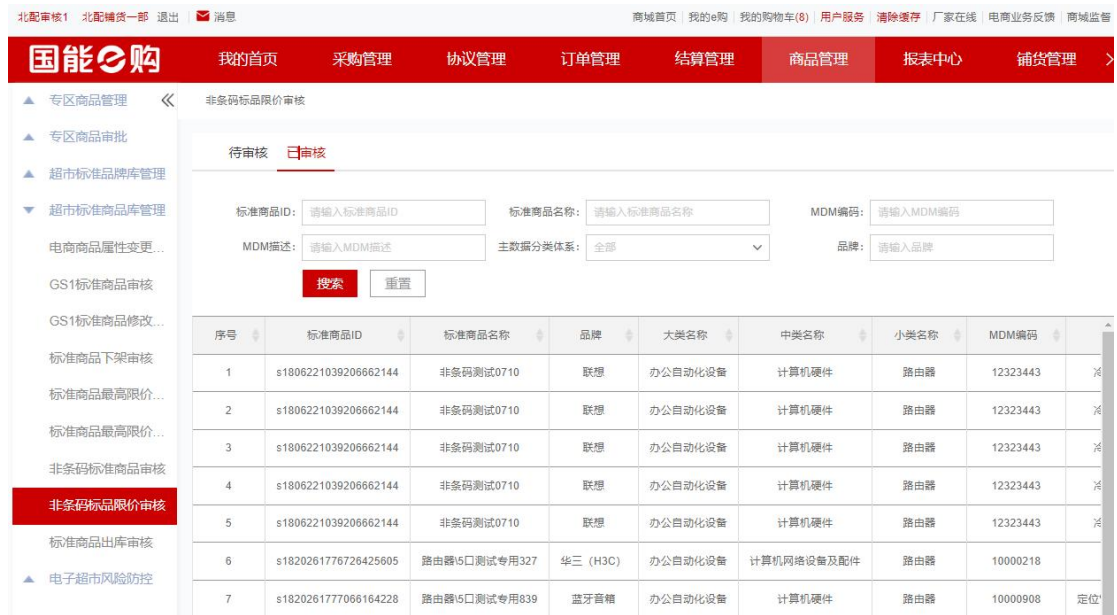 北配审核1 北配铺货一部 退出 消息 商城首页 我的e购 我的购物车(8) 用户服务 清除缓存 厂家在线 电商业务反馈 商城监督
国能e购 我的首页 采购管理 协议管理 订单管理 结算管理 商品管理 报表中心 铺货管理
专区商品管理
非条码标品限价审核
专区商品审批
超市标准品牌库管理
超市标准商品库管理
电商商品属性变更...
GS1标准商品审核
GS1标准商品修改...
标准商品下架审核
标准商品最高限价...
标准商品最高限价...
非条码标准商品审核
非条码标品限价审核
标准商品出库审核
电子超市风险防控
待审核 已审核
标准商品ID: 请输入标准商品ID 标准商品名称: 请输入标准商品名称 MDM编码: 请输入MDM编码
MDM描述: 请输入MDM描述 主数据分类体系: 全部 品牌: 请输入品牌
搜索 重置
序号 标准商品ID 标准商品名称 品牌 大类名称 中类名称 小类名称 MDM编码
1 s1806221039206662144 非条码测试0710 联想 办公自动化设备 计算机硬件 路由器 12323443
2 s1806221039206662144 非条码测试0710 联想 办公自动化设备 计算机硬件 路由器 12323443
3 s1806221039206662144 非条码测试0710 联想 办公自动化设备 计算机硬件 路由器 12323443
4 s1806221039206662144 非条码测试0710 联想 办公自动化设备 计算机硬件 路由器 12323443
5 s1806221039206662144 非条码测试0710 联想 办公自动化设备 计算机硬件 路由器 12323443
6 s1820261776726425605 路由器\5口测试专用327 华三（H3C） 办公自动化设备 计算机网络设备及配件 路由器 10000218
7 s1820261777066164228 路由器\5口测试专用839 蓝牙音箱 办公自动化设备 计算机硬件 路由器 10000908 定位